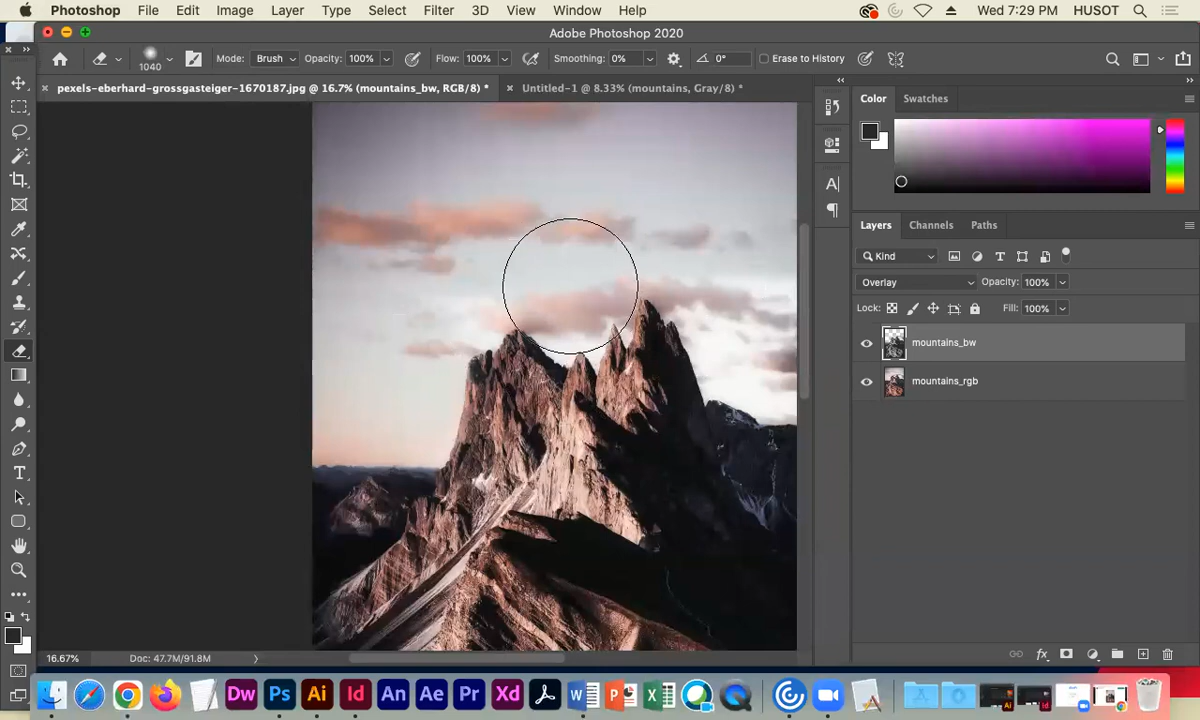 Photoshop File Edit Image Layer Type Select Filter 3D View Window Help Wed 7:29 PM HUSOT
Adobe Photoshop 2020
1040 Mode: Brush Opacity: 100% Flow: 100% Smoothing: 0% 0° Erase to History
pexels-eberhard-grossgasteiger-1670187.jpg @ 16.7% (mountains_bw, RGB/8) * Untitled-1 @ 8.33% (mountains, Gray/8) *
Color Swatches
Layers Channels Paths
Kind
Overlay Opacity: 100%
Lock: Fill: 100%
mountains_bw
mountains_rgb
16.67% Doc: 47.7M/91.8M
Dw Ps Ai Id An Ae Pr Xd